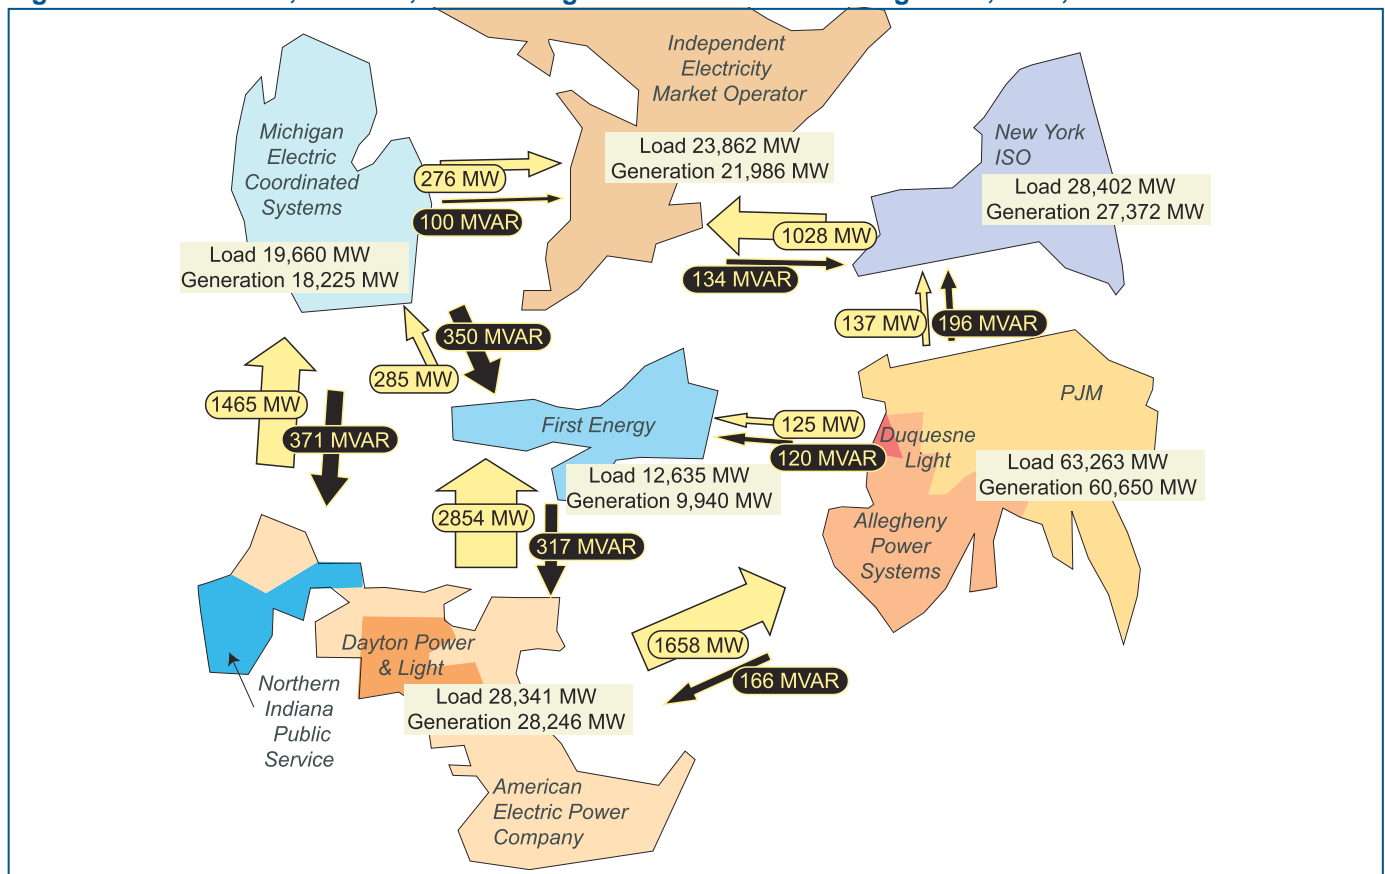 Independent
Electricity
Market Operator
Load 23,862 MW
Generation 21,986 MW
Michigan
Electric
Coordinated
Systems
Load 19,660 MW
Generation 18,225 MW
276 MW
100 MVAR
New York
ISO
Load 28,402 MW
Generation 27,372 MW
1028 MW
134 MVAR
137 MW
196 MVAR
350 MVAR
285 MW
1465 MW
371 MVAR
First Energy
Load 12,635 MW
Generation 9,940 MW
125 MW
120 MVAR
PJM
Duquesne
Light
Load 63,263 MW
Generation 60,650 MW
Allegheny
Power
Systems
2854 MW
317 MVAR
1658 MW
166 MVAR
Dayton Power
& Light
Load 28,341 MW
Generation 28,246 MW
Northern
Indiana
Public
Service
American
Electric Power
Company